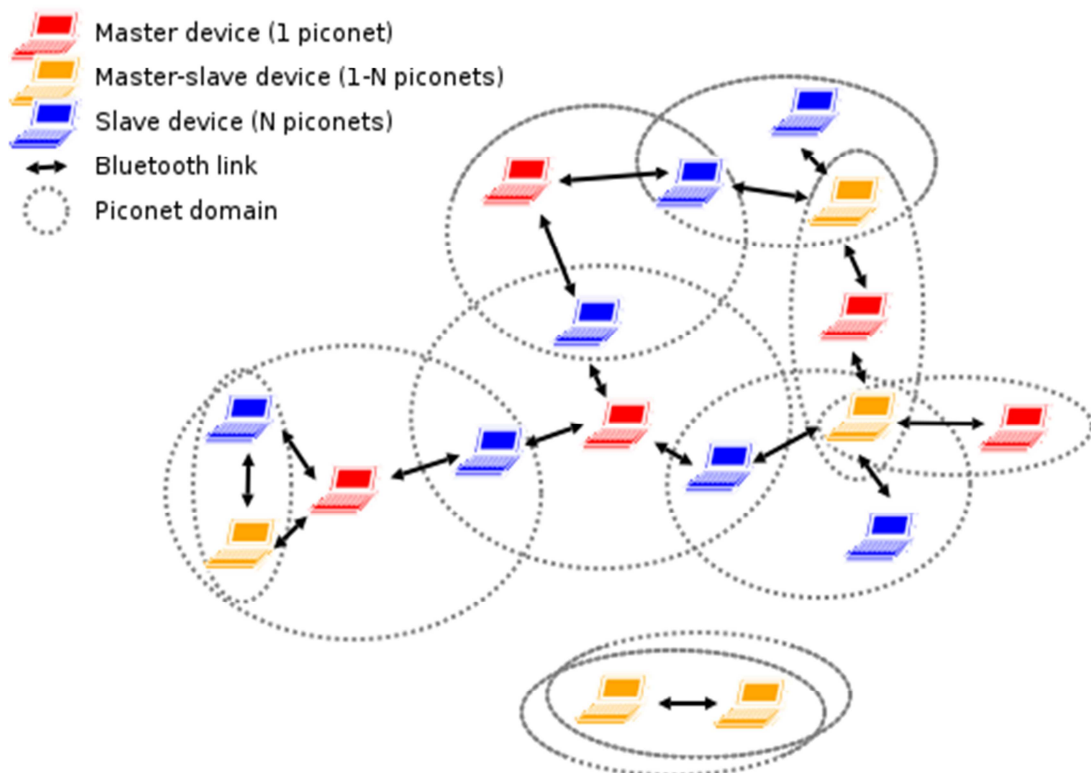 Master device (1 piconet)
Master-slave device (1-N piconets)
Slave device (N piconets)
Bluetooth link
Piconet domain